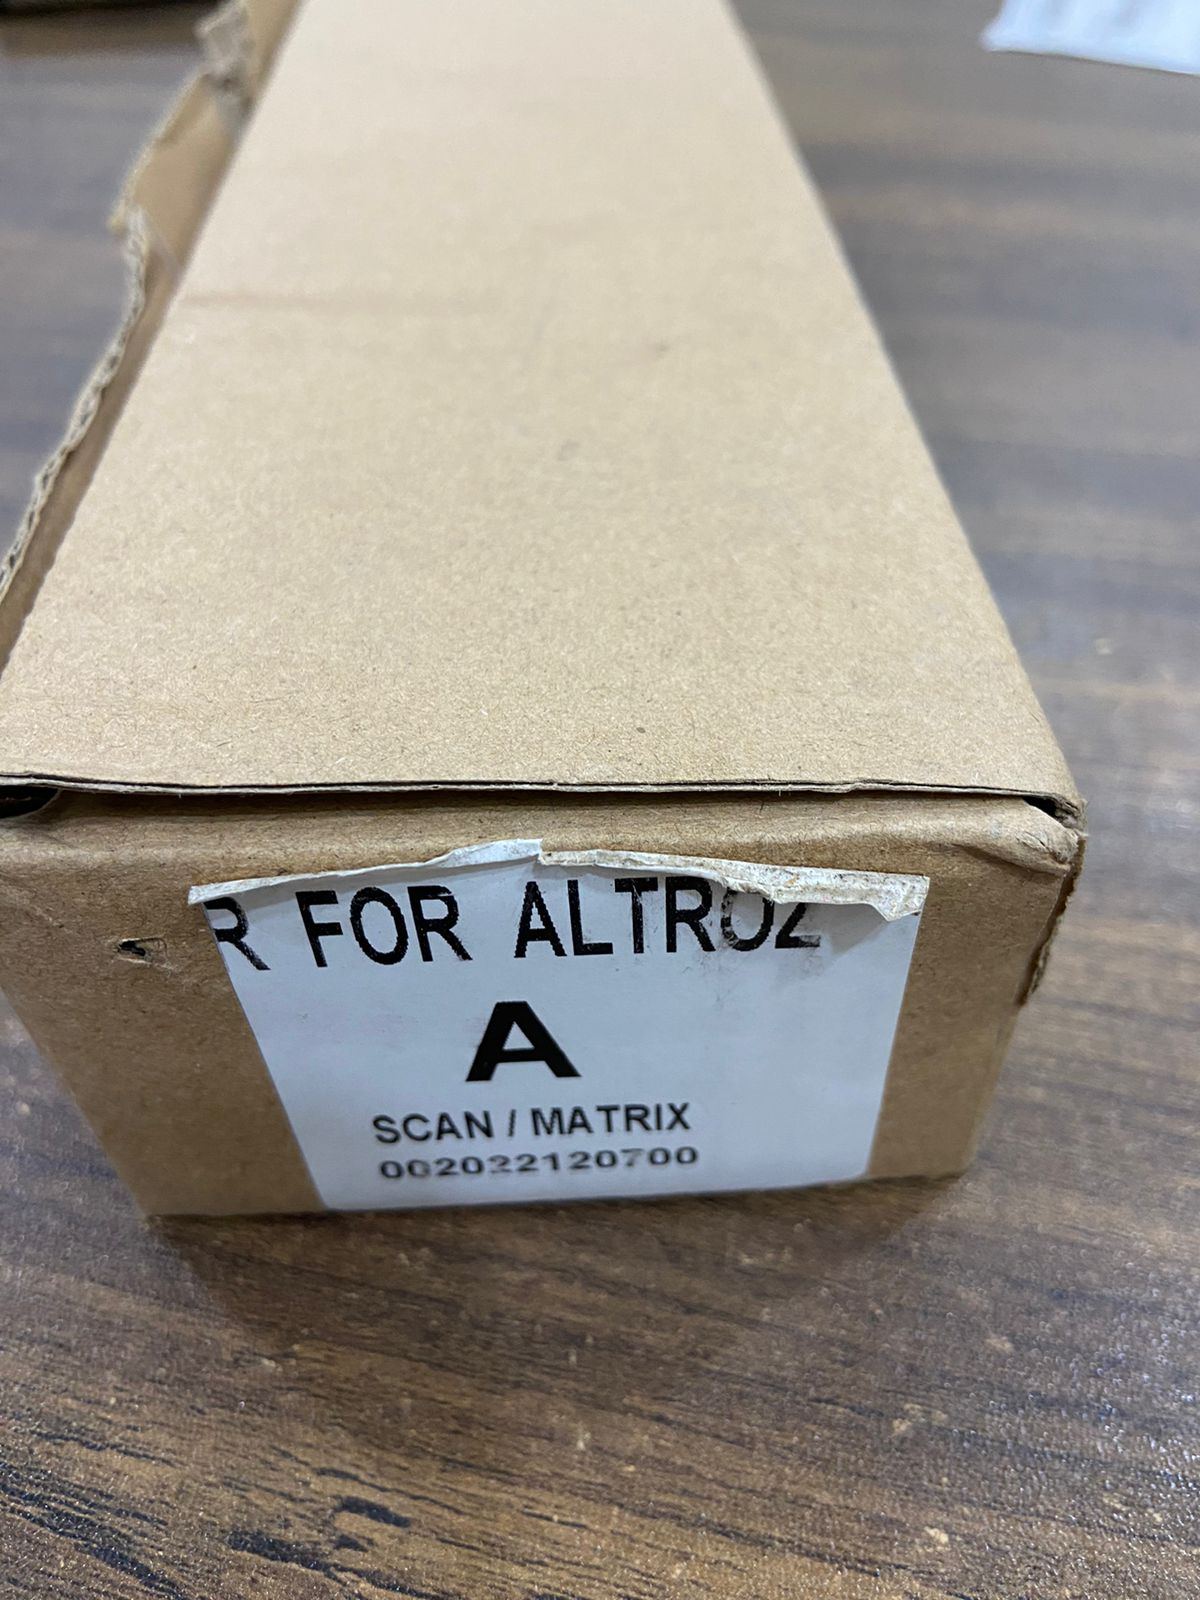 R FOR ALTROZ
A
SCAN / MATRIX
002022120700